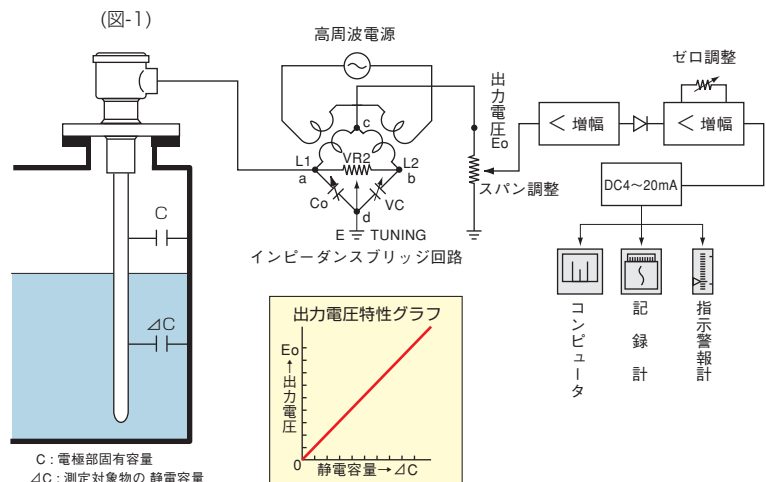 (図-1)
高周波電源
出力電圧Eo
ゼロ調整
< 増幅
< 増幅
c
L1
VR2
L2
a
b
スパン調整
Co
VC
d
E
TUNING
インピーダンスブリッジ回路
DC4～20mA
コンピュータ
記録計
指示警報計
C
⊿C
出力電圧特性グラフ
Eo
↑出力電圧
0
静電容量→⊿C
C : 電極部固有容量
⊿C : 測定対象物の 静電容量